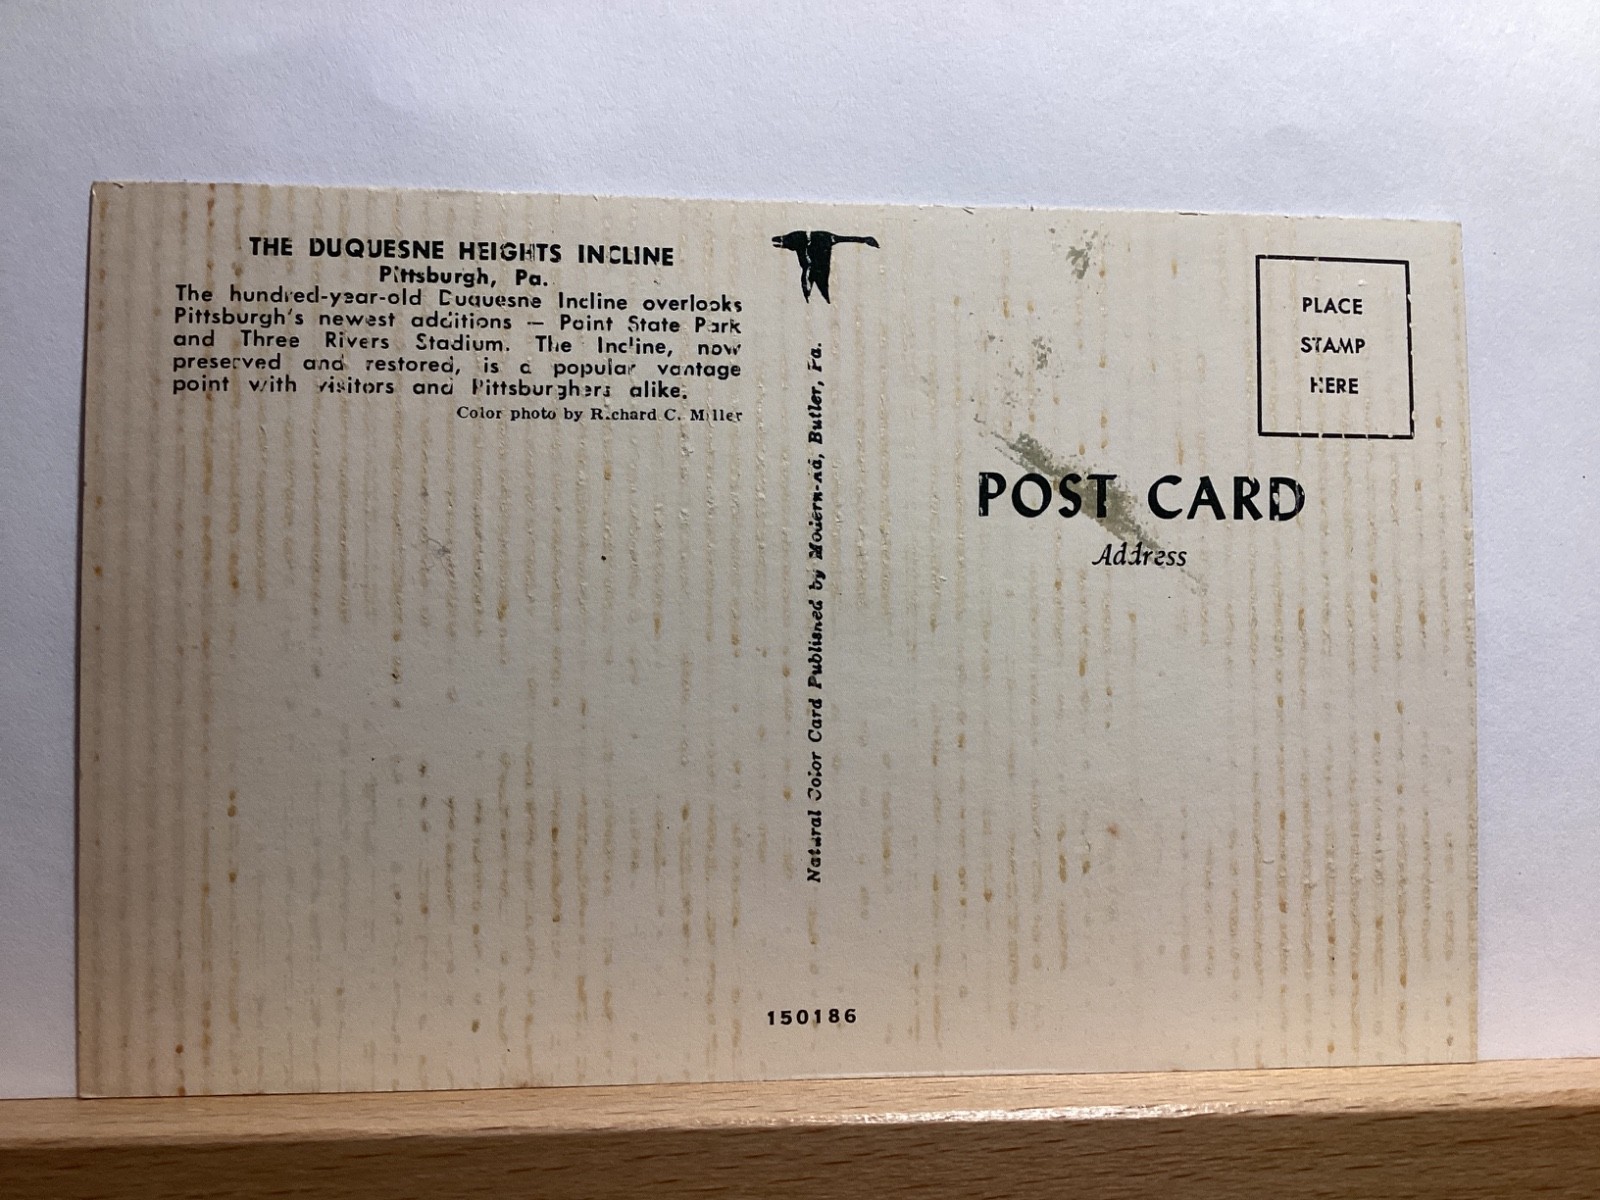 THE DUQUESNE HEIGHTS INCLINE
Pittsburgh, Pa.
The hundred-year-old Duquesne Incline overlooks
Pittsburgh's newest additions — Point State Park
and Three Rivers Stadium. The Incline, now
preserved and restored, is a popular vantage
point with visitors and Pittsburghers alike.
Color photo by Richard C. Miller
Natural Color Card Published by Modern-Ad, Butler, Pa.
150186
PLACE
STAMP
HERE
POST CARD
Address